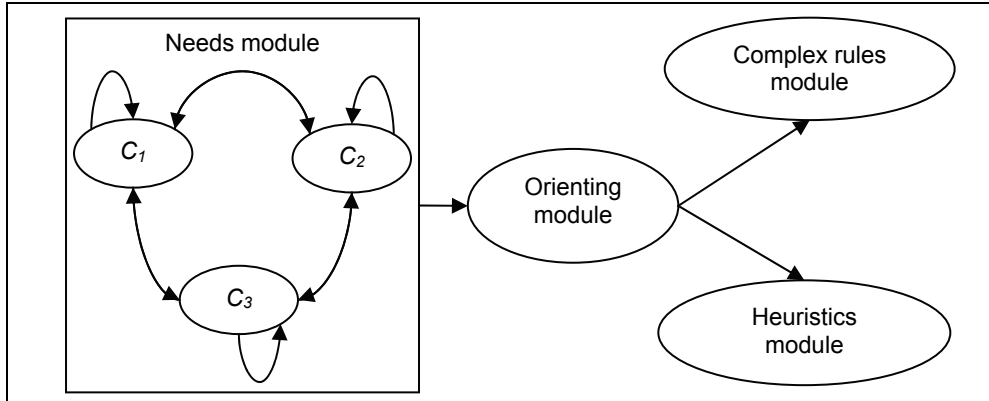 Needs module
C1
C2
C3
Orienting
module
Complex rules
module
Heuristics
module